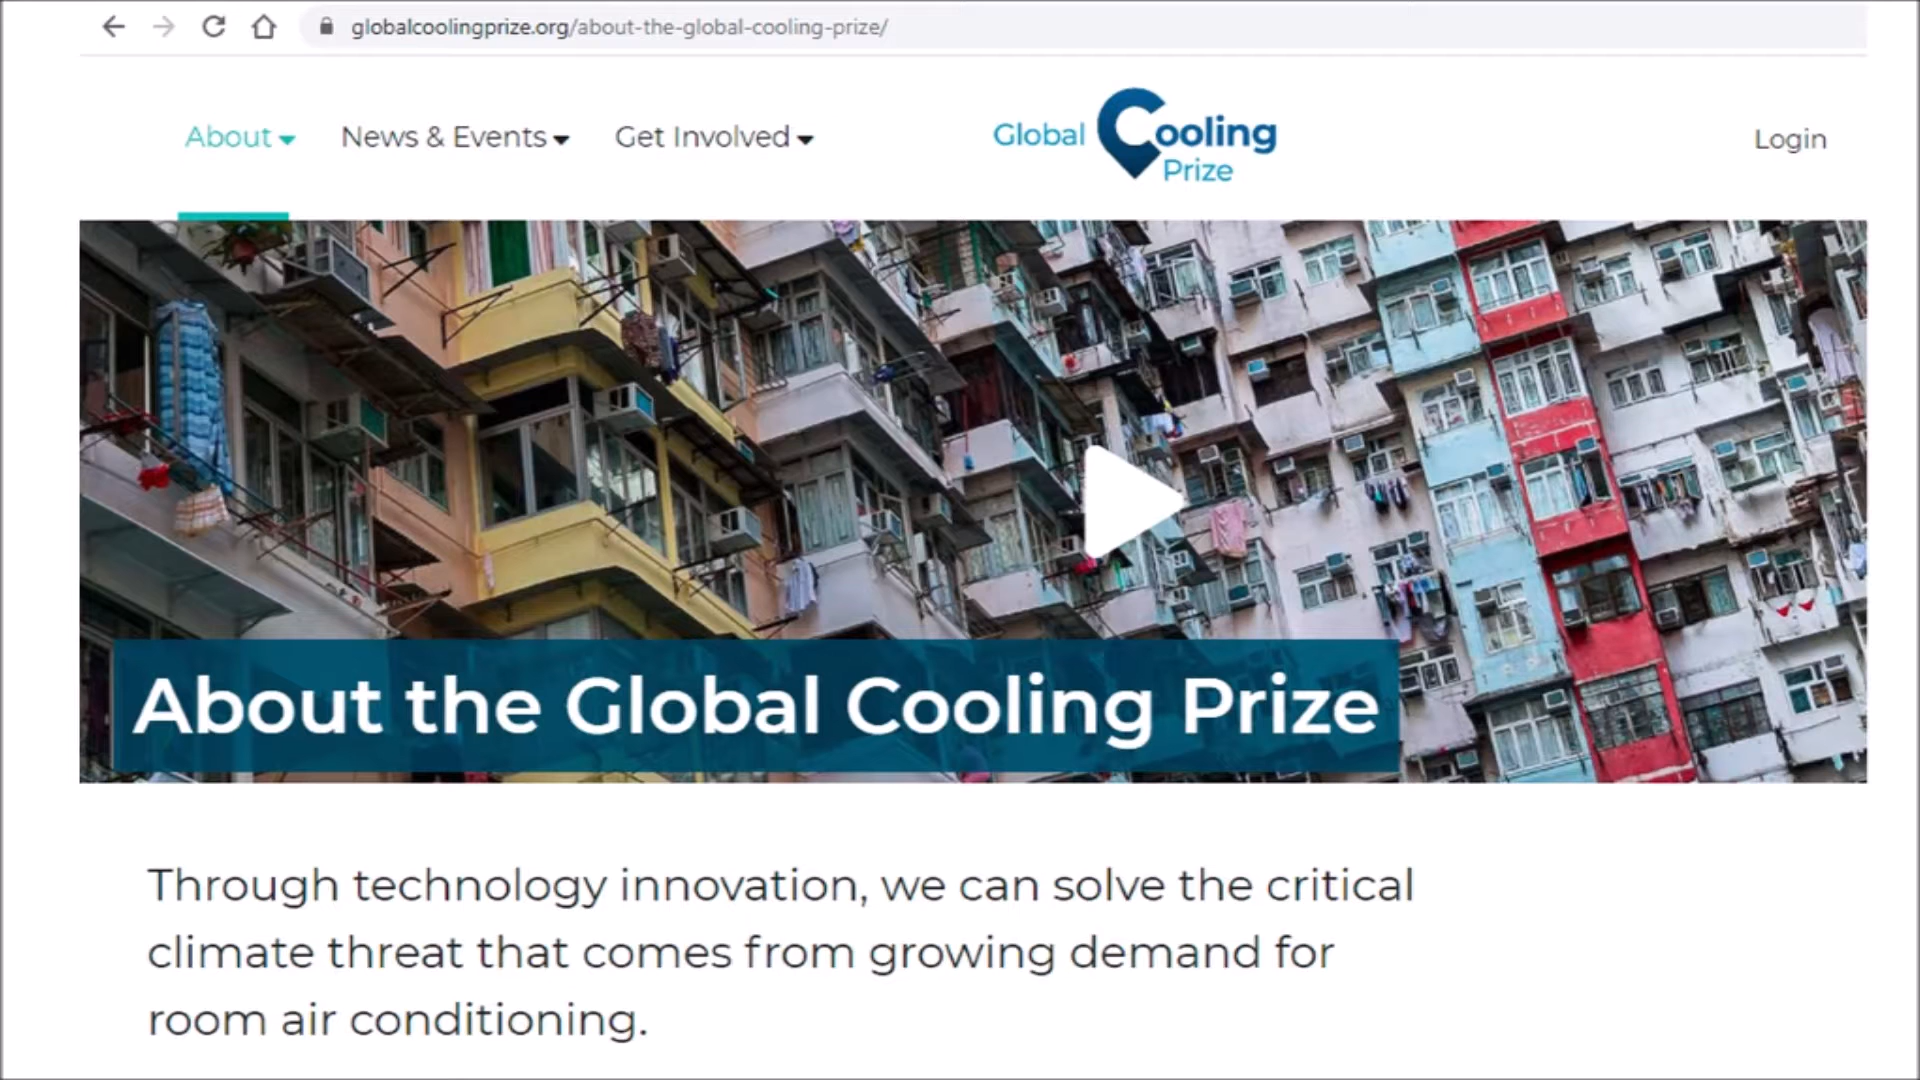 globalcoolingprize.org/about-the-global-cooling-prize/
About
News & Events
Get Involved
Global Cooling
Prize
Login
About the Global Cooling Prize
Through technology innovation, we can solve the critical
climate threat that comes from growing demand for
room air conditioning.